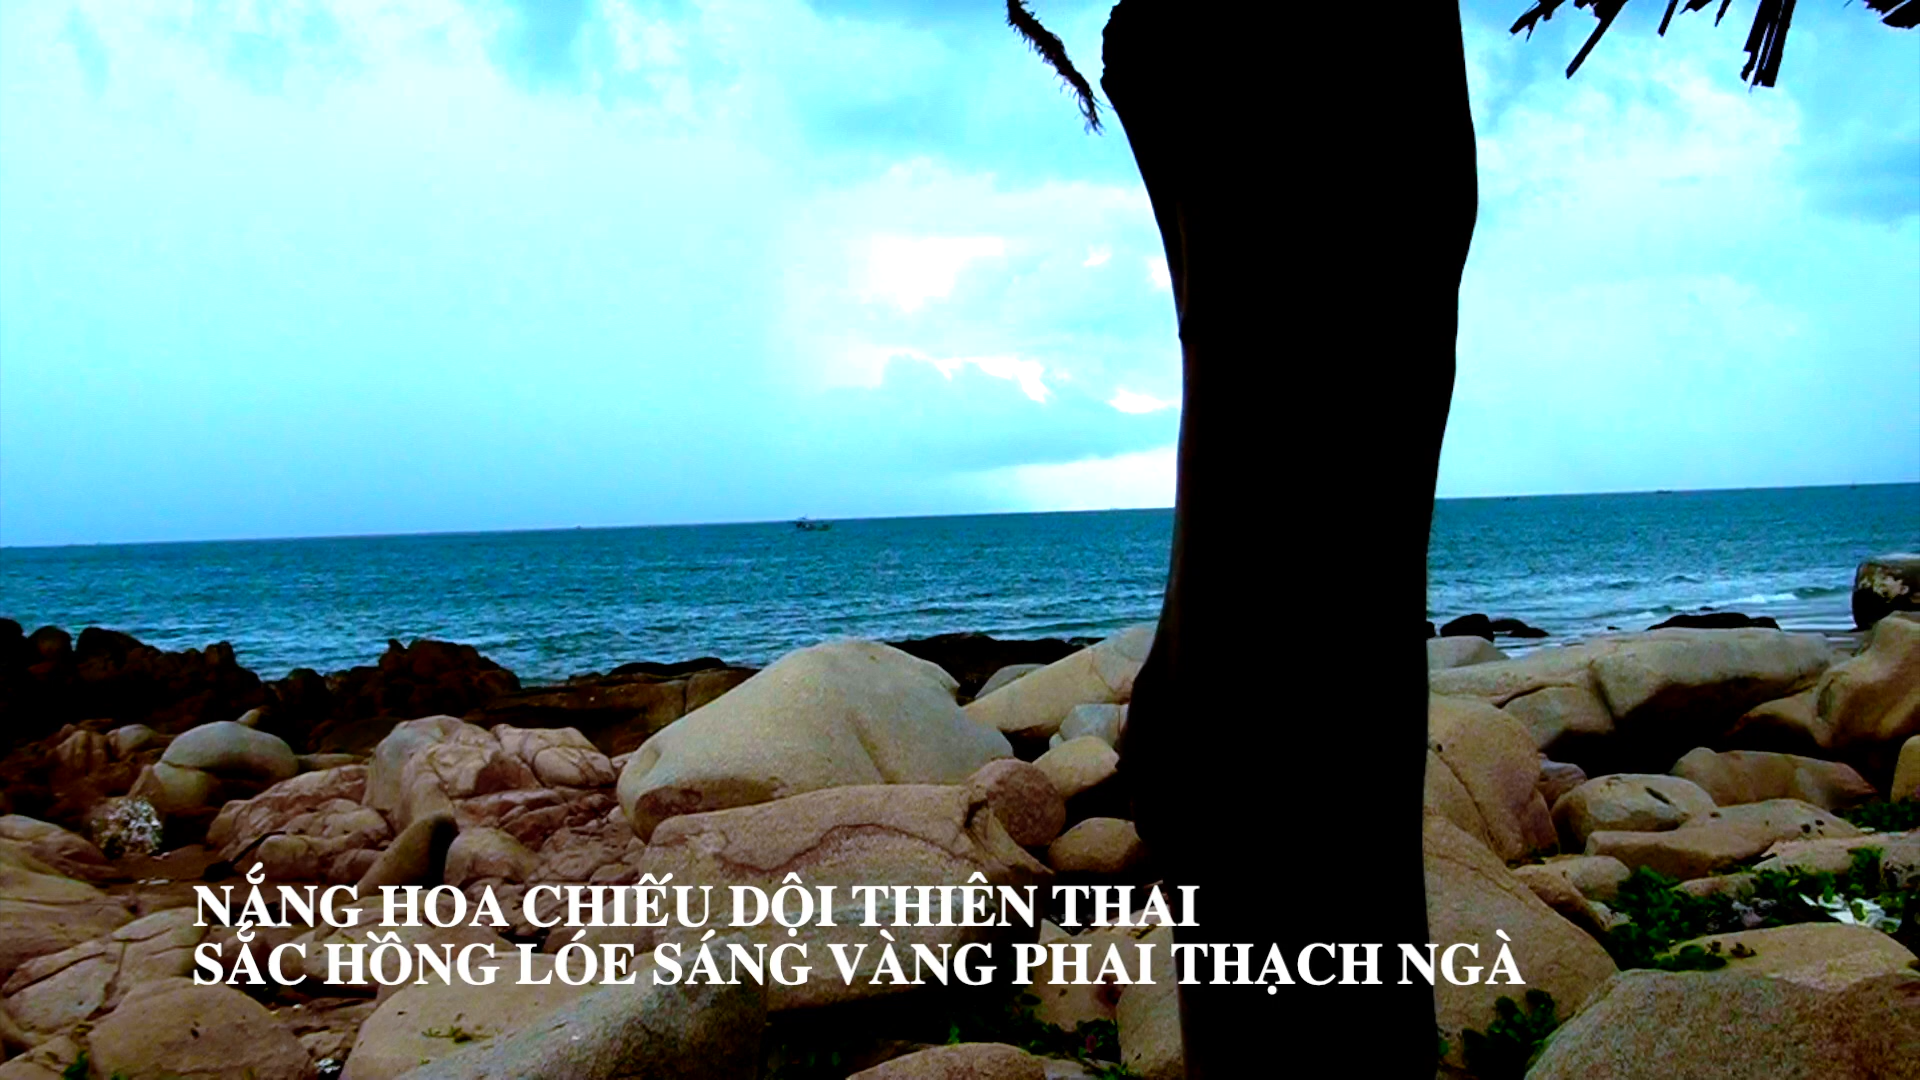 NẮNG HOA CHIẾU DỘI THIÊN THAI
SẮC HỒNG LÓE SÁNG VÀNG PHAI THẠCH NGÀ